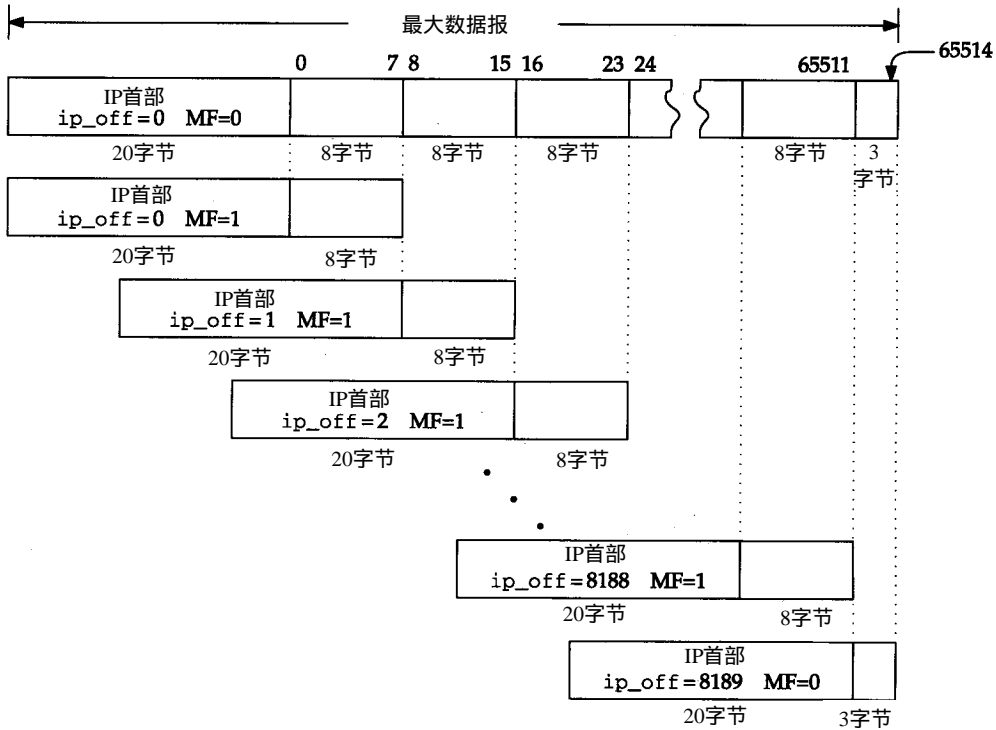 最大数据报
0 7 8 15 16 23 24 65511 65514
IP首部
ip_off=0 MF=0
20字节 8字节 8字节 8字节 8字节 3
字节
IP首部
ip_off=0 MF=1
20字节 8字节
IP首部
ip_off=1 MF=1
20字节 8字节
IP首部
ip_off=2 MF=1
20字节 8字节
IP首部
ip_off=8188 MF=1
20字节 8字节
IP首部
ip_off=8189 MF=0
20字节 3字节